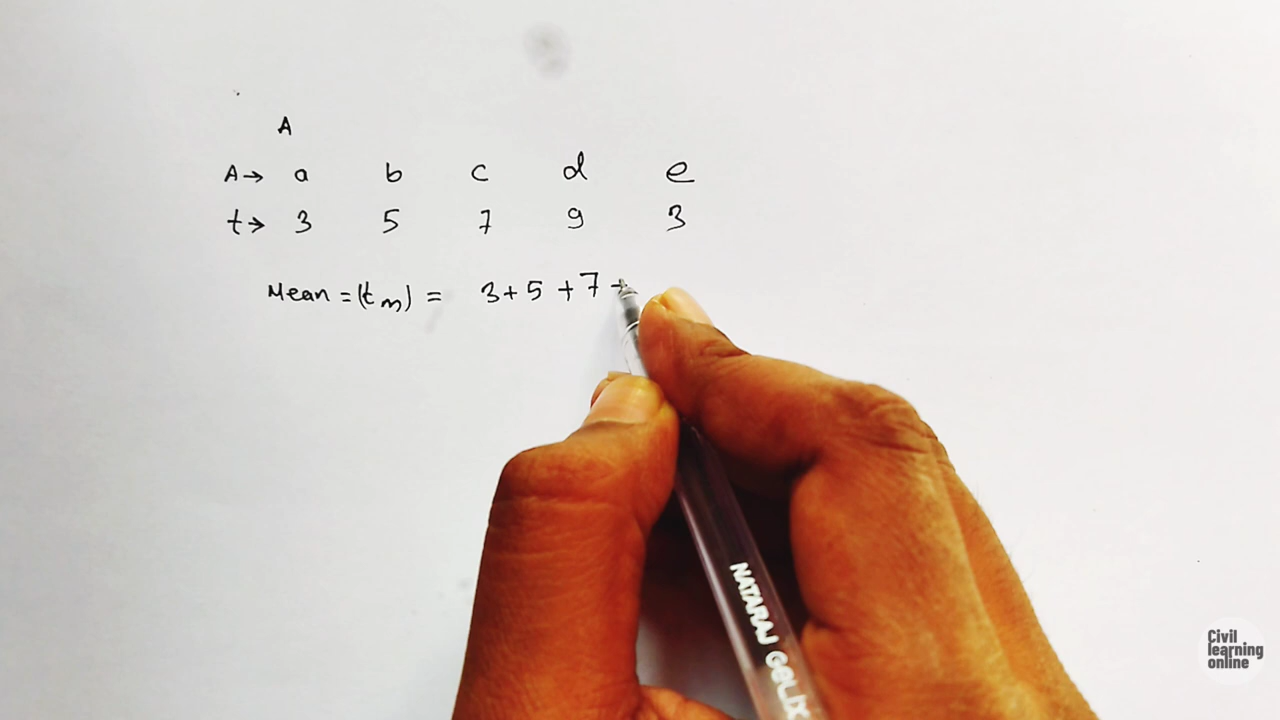 A
A→ a b c d e
t→ 3 5 7 9 3
Mean = (tm) = 3+5+7+
NATARAJ GELIX
Civil
learning
online